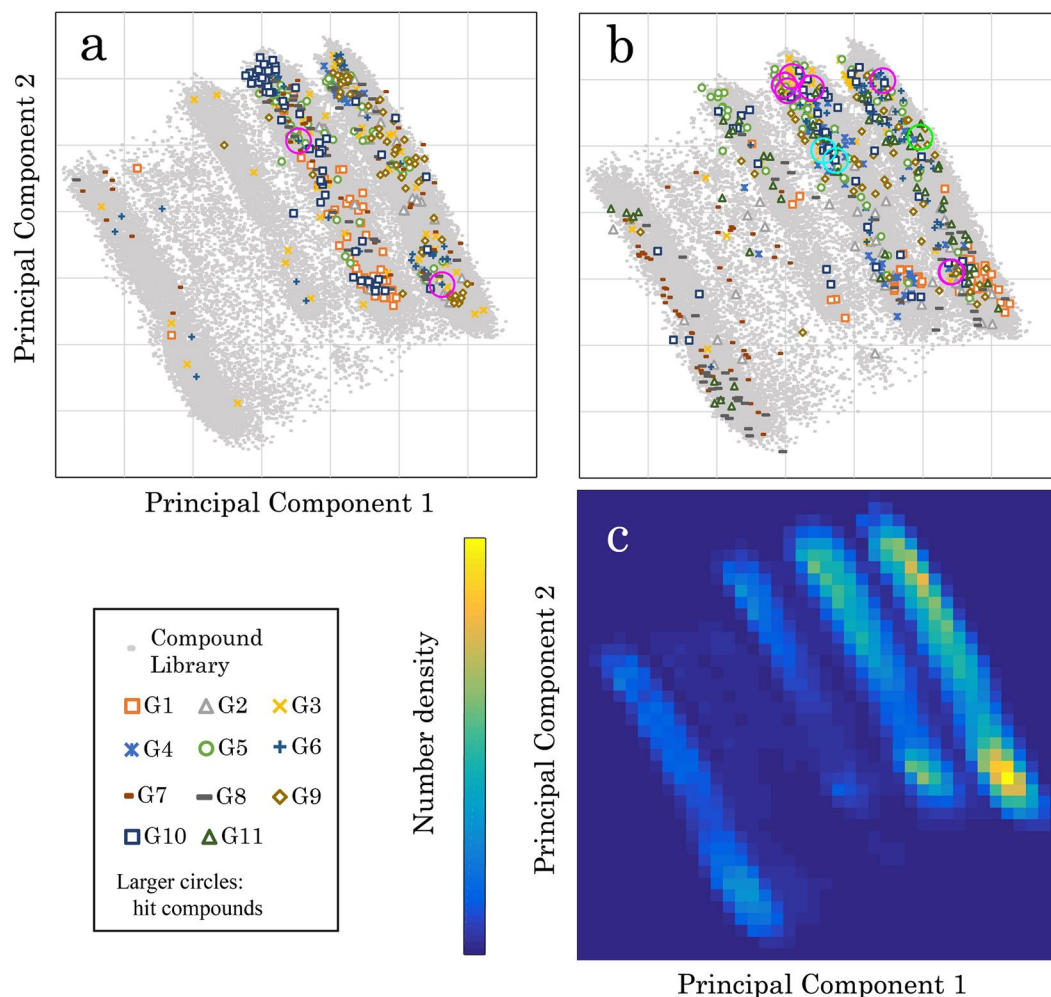 a
b
Principal Component 2
Principal Component 1
c
Number density
Principal Component 2
Principal Component 1
Compound
Library
G1 G2 G3
G4 G5 G6
G7 G8 G9
G10 G11
Larger circles:
hit compounds